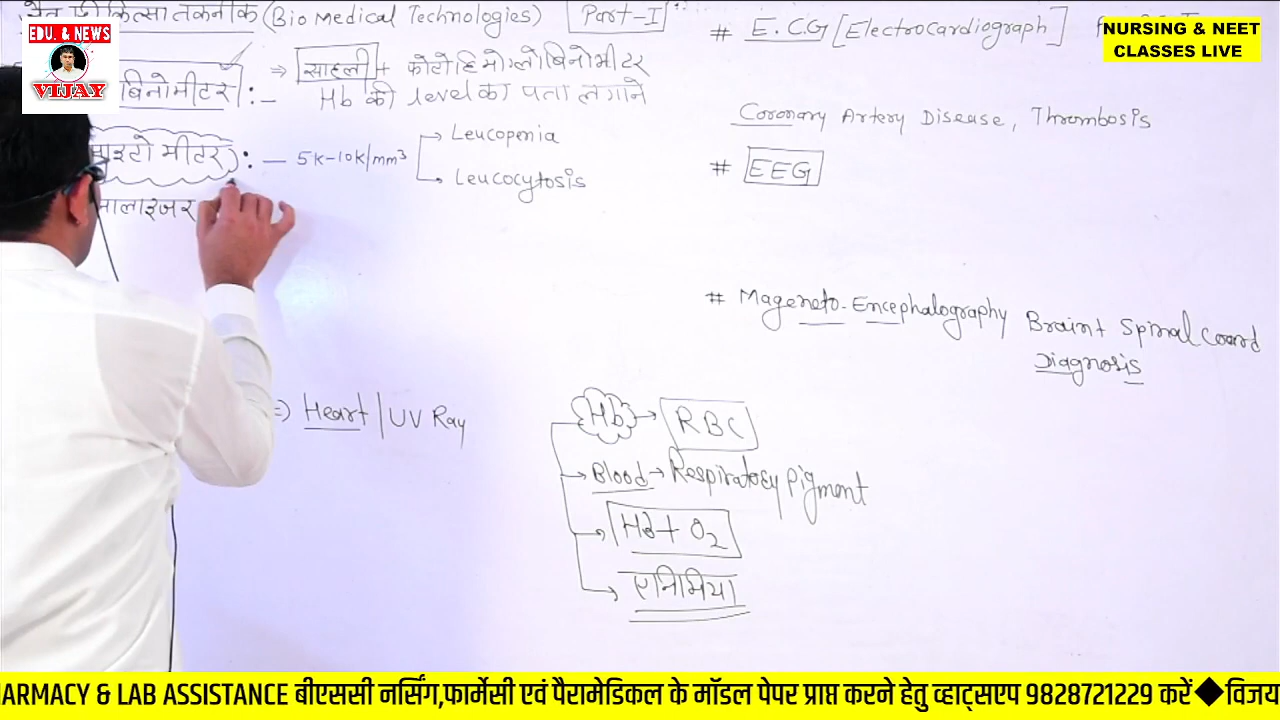 जैव चिकित्सा तकनीक (Bio Medical Technologies) Part-I
EDU. & NEWS
VIJAY
बिनोमीटर :- ⇒ साहली + फोटोहिमोग्लोबिनोमीटर
Hb की level का पता लगाने
इटो मीटर) :- 5K-10K/mm³
Leucopenia
Leucocytosis
नालाइजर
⇒ Heart / UV Ray
# E.C.G [Electrocardiograph]
NURSING & NEET
CLASSES LIVE
Coronary Artery Disease, Thrombosis
# EEG
# Mageneto-Encephalography Brain+ Spinal Coard
Diagnosis
Hb → RBC
Blood → Respiratory Pigment
HB+ O2
एनिमिया
HARMACY & LAB ASSISTANCE बीएससी नर्सिंग,फार्मेसी एवं पैरामेडिकल के मॉडल पेपर प्राप्त करने हेतु व्हाट्सएप 9828721229 करें◆विजय